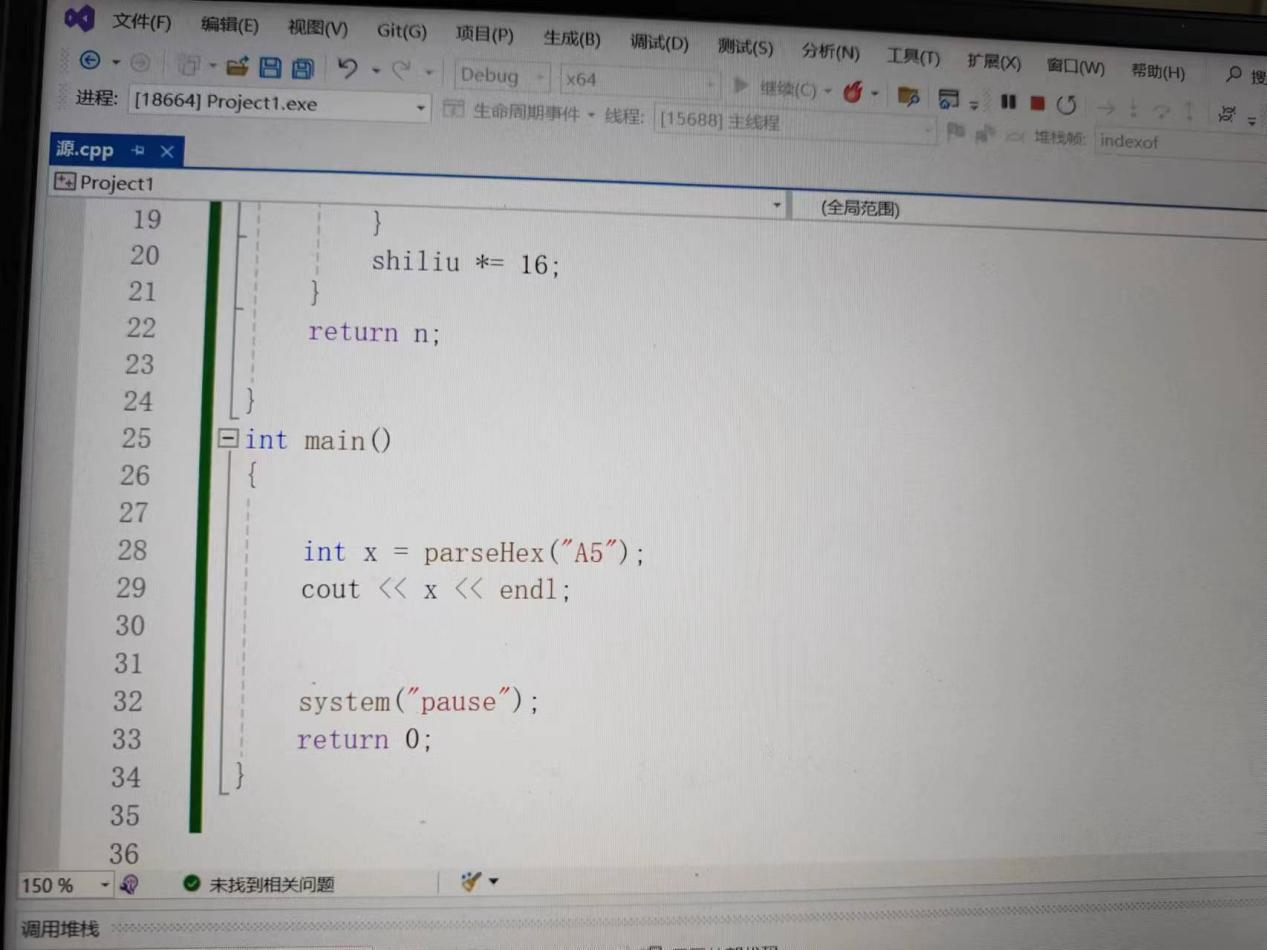 文件(F) 编辑(E) 视图(V) Git(G) 项目(P) 生成(B) 调试(D) 测试(S) 分析(N) 工具(T) 扩展(X) 窗口(W) 帮助(H) 搜
Debug x64 继续(C)
进程: [18664] Project1.exe 生命周期事件 线程: [15688] 主线程 堆栈帧: indexof
源.cpp
Project1 (全局范围)
19 }
20 shiliu *= 16;
21 }
22 return n;
23
24 }
25 int main()
26 {
27
28 int x = parseHex("A5");
29 cout << x << endl;
30
31
32 system("pause");
33 return 0;
34 }
35
36
150 % 未找到相关问题
调用堆栈